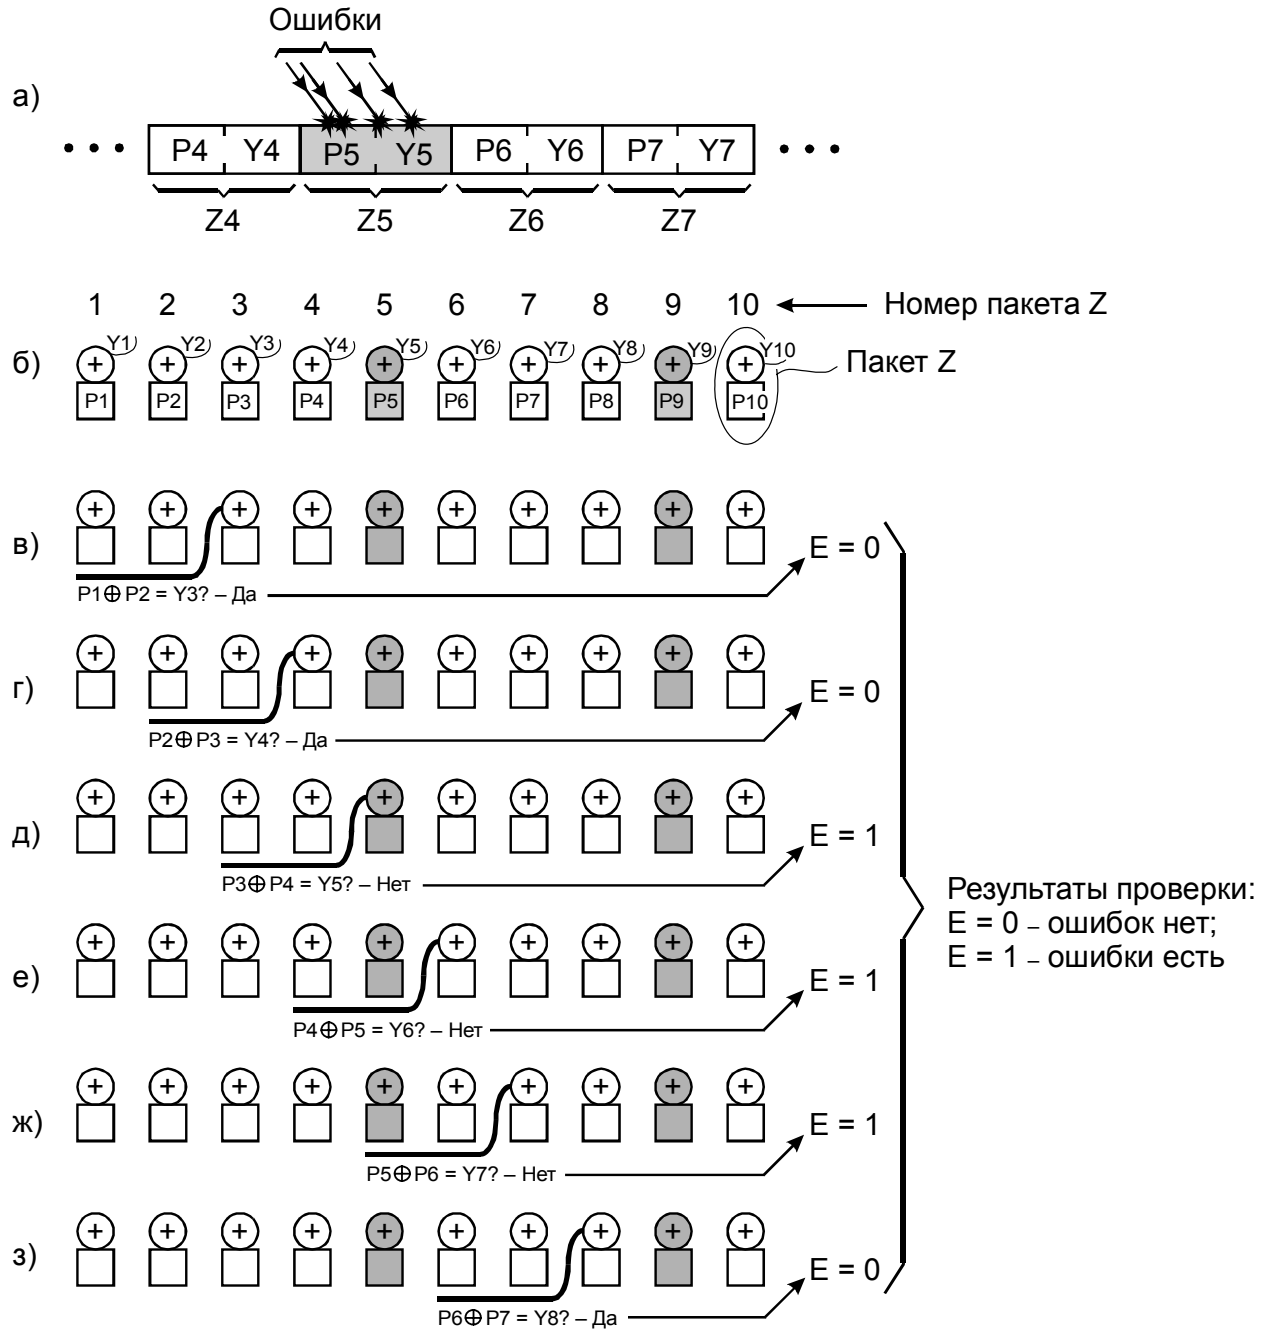 Ошибки
а)
P4 Y4 P5 Y5 P6 Y6 P7 Y7
Z4 Z5 Z6 Z7
1 2 3 4 5 6 7 8 9 10 Номер пакета Z
б)
Y1 Y2 Y3 Y4 Y5 Y6 Y7 Y8 Y9 Y10
+ + + + + + + + + +
Пакет Z
P1 P2 P3 P4 P5 P6 P7 P8 P9 P10
+ + + + + + + + + +
в)
E = 0
P1 ⊕ P2 = Y3? – Да
+ + + + + + + + + +
г)
E = 0
P2 ⊕ P3 = Y4? – Да
+ + + + + + + + + +
д)
E = 1
P3 ⊕ P4 = Y5? – Нет
Результаты проверки:
E = 0 – ошибок нет;
E = 1 – ошибки есть
+ + + + + + + + + +
е)
E = 1
P4 ⊕ P5 = Y6? – Нет
+ + + + + + + + + +
ж)
E = 1
P5 ⊕ P6 = Y7? – Нет
+ + + + + + + + + +
з)
E = 0
P6 ⊕ P7 = Y8? – Да